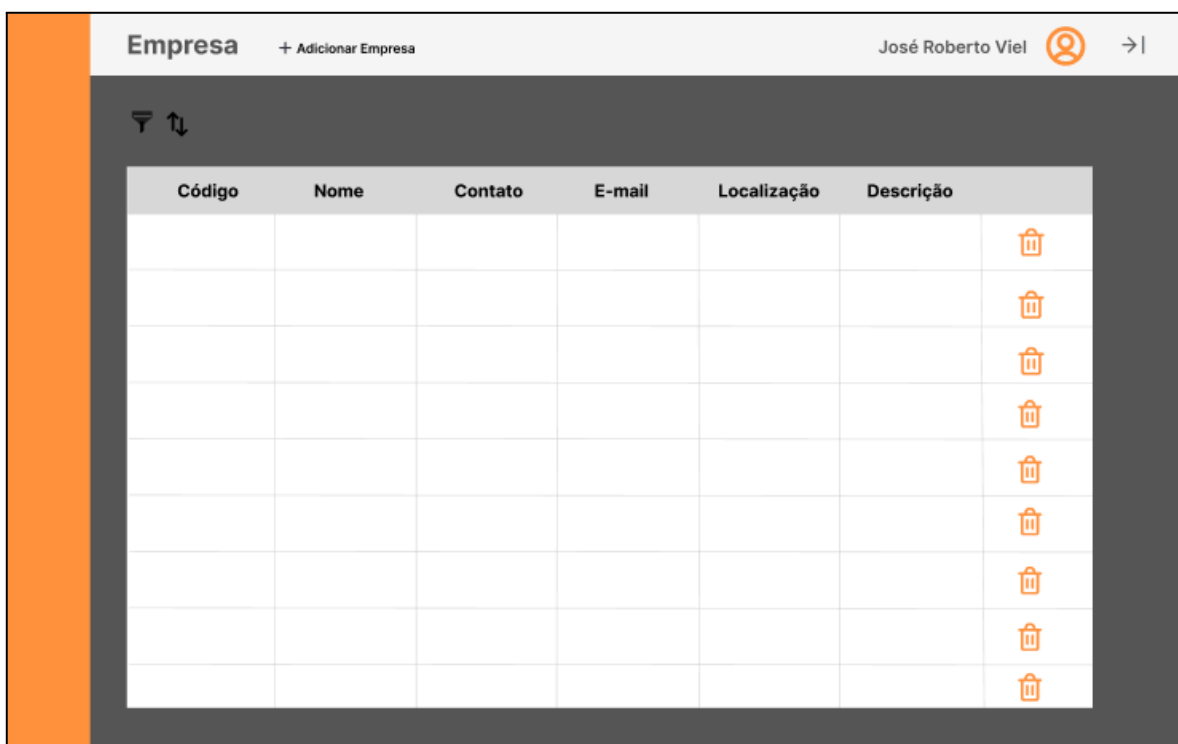 Empresa
+ Adicionar Empresa
José Roberto Viel
Código Nome Contato E-mail Localização Descrição